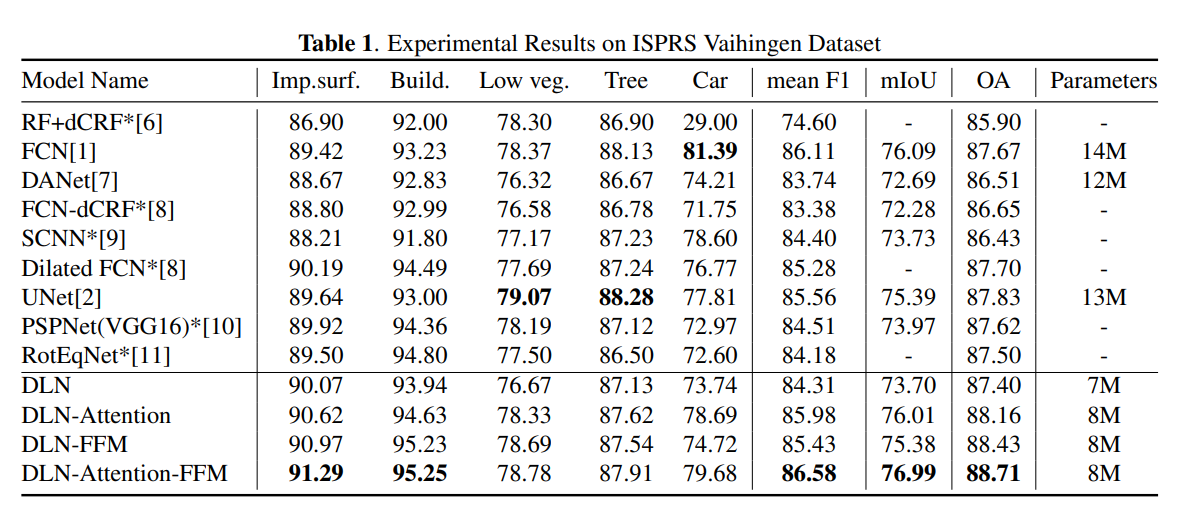 Table 1. Experimental Results on ISPRS Vaihingen Dataset
Model Name Imp.surf. Build. Low veg. Tree Car mean F1 mIoU OA Parameters
RF+dCRF*[6] 86.90 92.00 78.30 86.90 29.00 74.60 - 85.90 -
FCN[1] 89.42 93.23 78.37 88.13 81.39 86.11 76.09 87.67 14M
DANet[7] 88.67 92.83 76.32 86.67 74.21 83.74 72.69 86.51 12M
FCN-dCRF*[8] 88.80 92.99 76.58 86.78 71.75 83.38 72.28 86.65 -
SCNN*[9] 88.21 91.80 77.17 87.23 78.60 84.40 73.73 86.43 -
Dilated FCN*[8] 90.19 94.49 77.69 87.24 76.77 85.28 - 87.70 -
UNet[2] 89.64 93.00 79.07 88.28 77.81 85.56 75.39 87.83 13M
PSPNet(VGG16)*[10] 89.92 94.36 78.19 87.12 72.97 84.51 73.97 87.62 -
RotEqNet*[11] 89.50 94.80 77.50 86.50 72.60 84.18 - 87.50 -
DLN 90.07 93.94 76.67 87.13 73.74 84.31 73.70 87.40 7M
DLN-Attention 90.62 94.63 78.33 87.62 78.69 85.98 76.01 88.16 8M
DLN-FFM 90.97 95.23 78.69 87.54 74.72 85.43 75.38 88.43 8M
DLN-Attention-FFM 91.29 95.25 78.78 87.91 79.68 86.58 76.99 88.71 8M